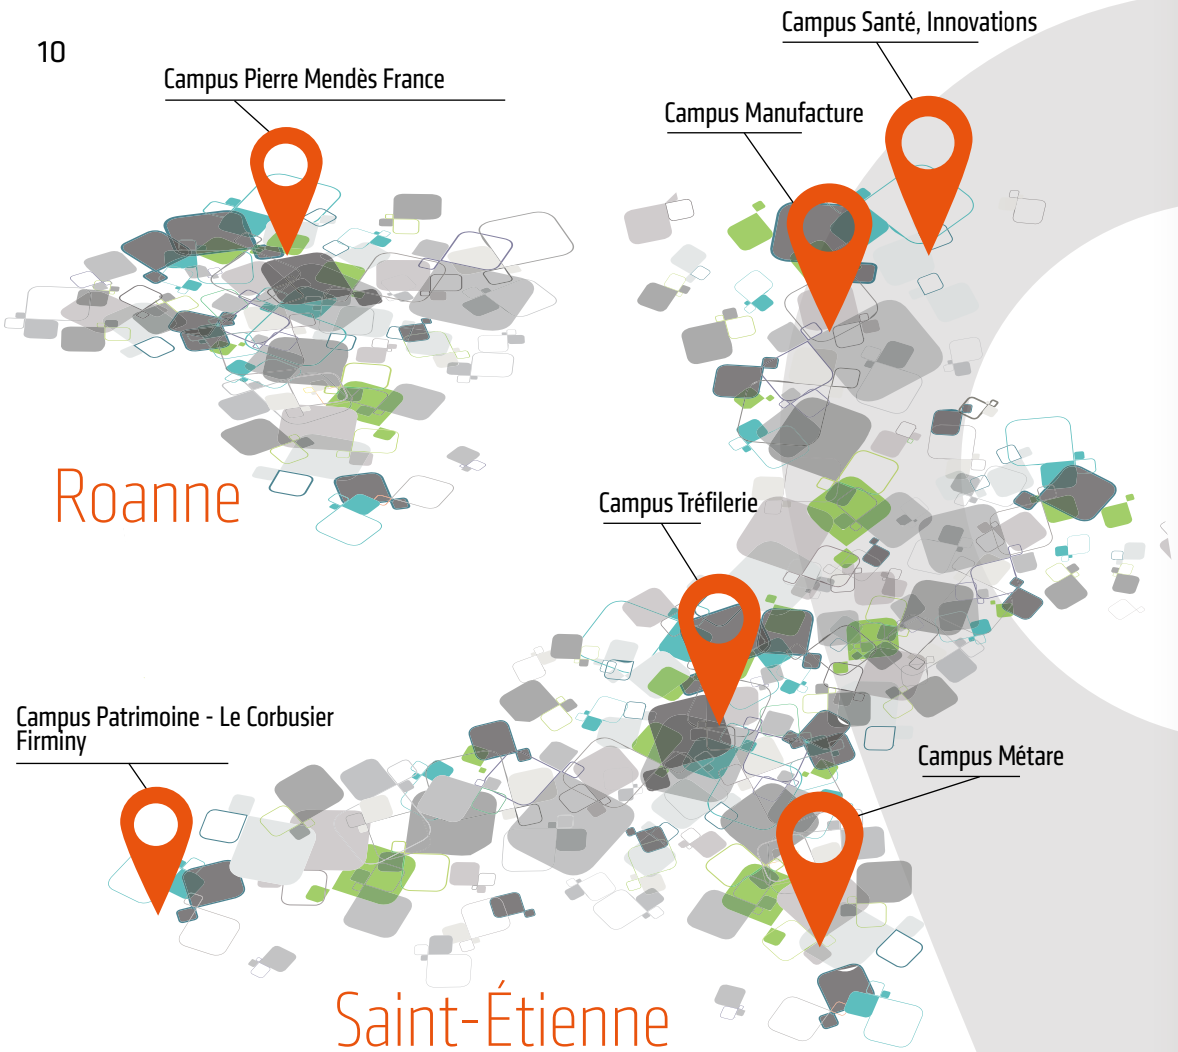 10
Campus Santé, Innovations
Campus Pierre Mendès France
Campus Manufacture
Roanne
Campus Tréfilerie
Campus Patrimoine - Le Corbusier
Firminy
Campus Métare
Saint-Étienne